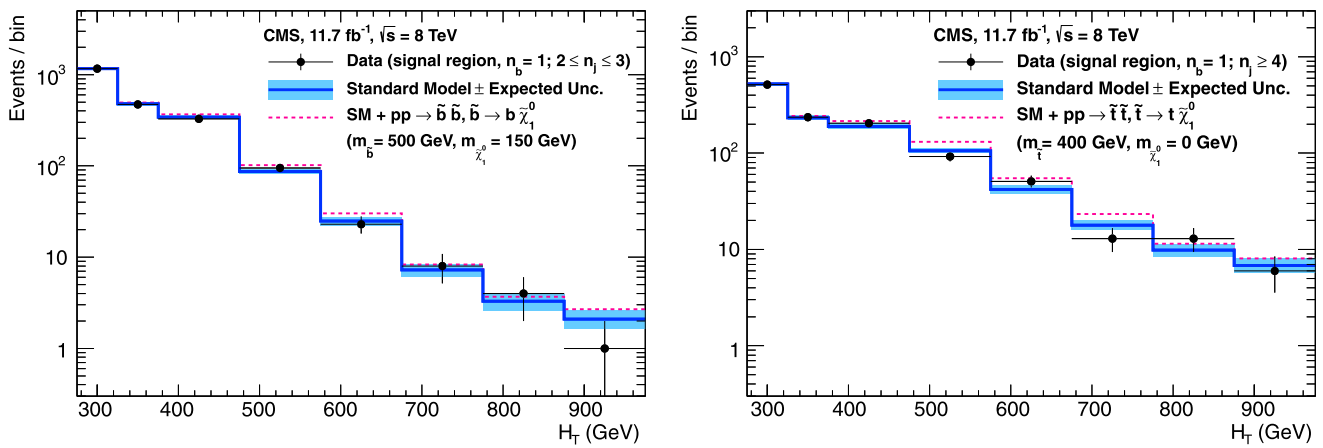 Events / bin
CMS, 11.7 fb⁻¹, √s = 8 TeV
Data (signal region, n_b = 1; 2 ≤ n_j ≤ 3)
Standard Model ± Expected Unc.
SM + pp → b̃ b̃, b̃ → b χ̃⁰₁
(m_b̃ = 500 GeV, m_χ̃⁰₁ = 150 GeV)
10³
10²
10
1
300 400 500 600 700 800 900
H_T (GeV)
Events / bin
CMS, 11.7 fb⁻¹, √s = 8 TeV
Data (signal region, n_b = 1; n_j ≥ 4)
Standard Model ± Expected Unc.
SM + pp → t̃ t̃, t̃ → t χ̃⁰₁
(m_t̃ = 400 GeV, m_χ̃⁰₁ = 0 GeV)
10³
10²
10
1
300 400 500 600 700 800 900
H_T (GeV)